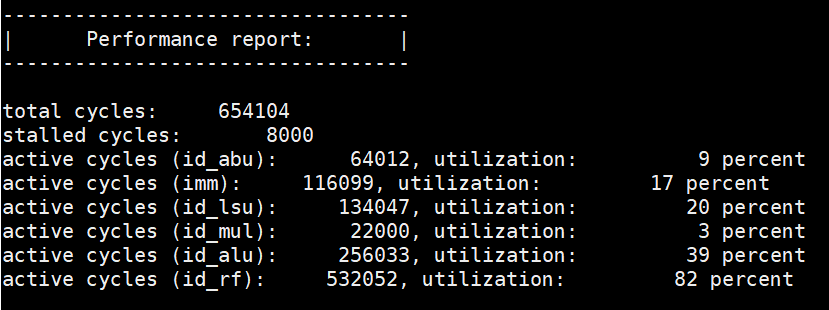 ----------------------------------
|      Performance report:       |
----------------------------------
total cycles:     654104
stalled cycles:       8000
active cycles (id_abu):      64012, utilization:          9 percent
active cycles (imm):     116099, utilization:         17 percent
active cycles (id_lsu):     134047, utilization:         20 percent
active cycles (id_mul):      22000, utilization:          3 percent
active cycles (id_alu):     256033, utilization:         39 percent
active cycles (id_rf):     532052, utilization:         82 percent